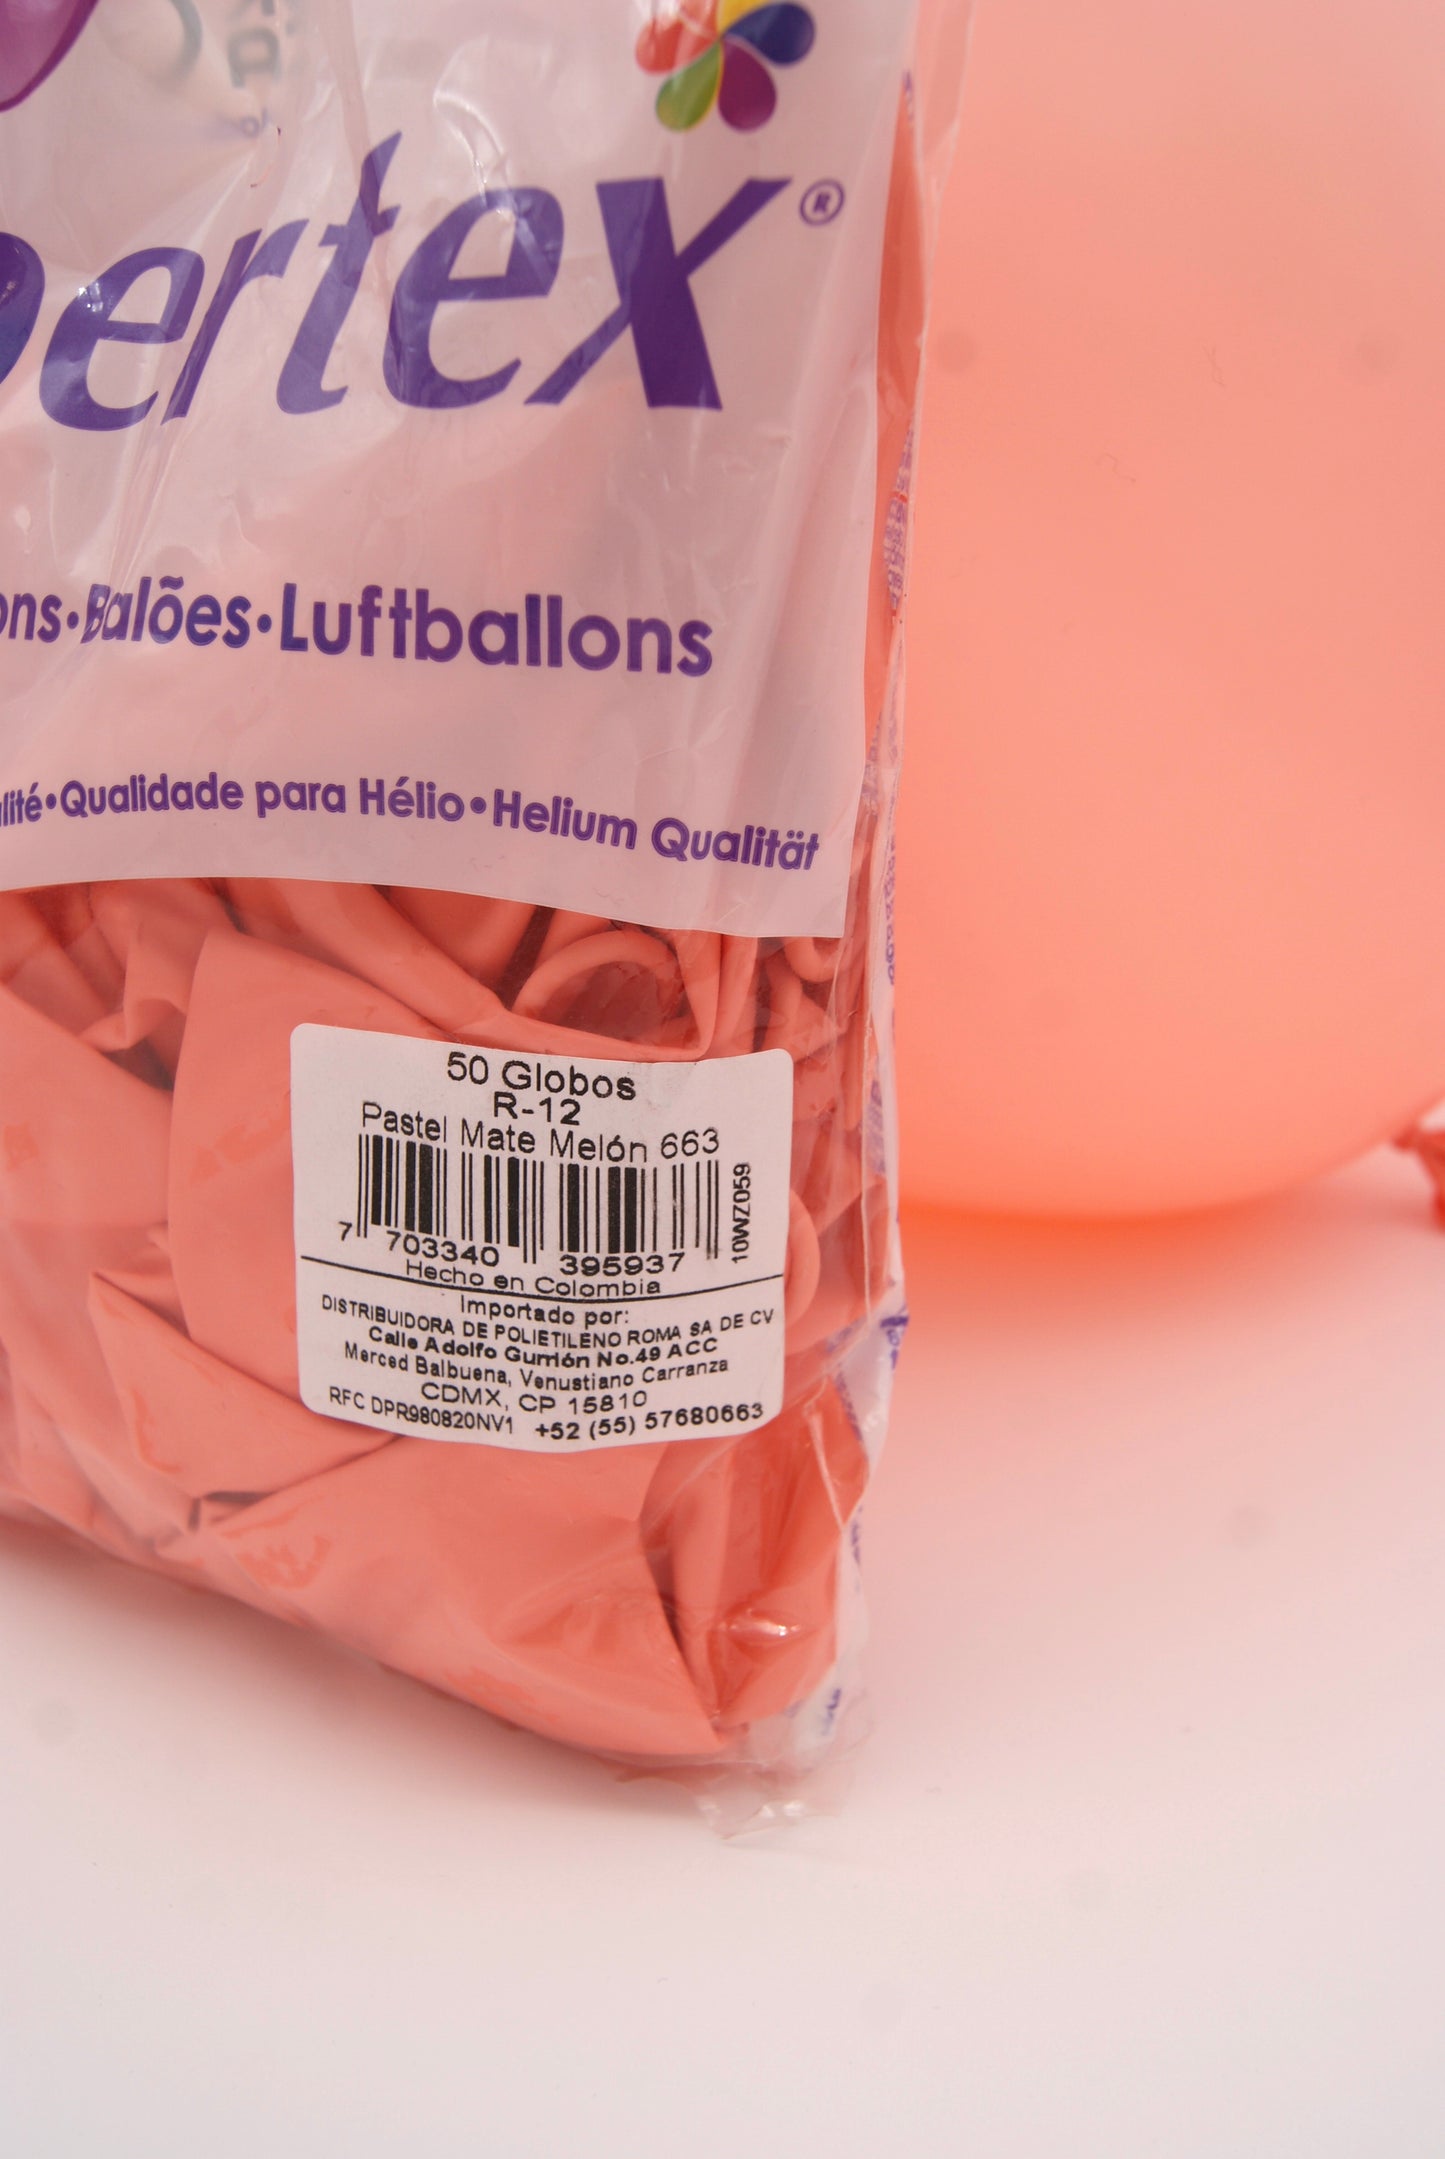 pertex®
ons•Balões•Luftballons
lité•Qualidade para Hélio•Helium Qualität
50 Globos
R-12
Pastel Mate Melón 663
10WZ059
7 703340 395937
Hecho en Colombia
Importado por:
DISTRIBUIDORA DE POLIETILENO ROMA SA DE CV
Calle Adolfo Gurrión No.49 ACC
Merced Balbuena, Venustiano Carranza
CDMX, CP 15810
RFC DPR980820NV1 +52 (55) 57680663